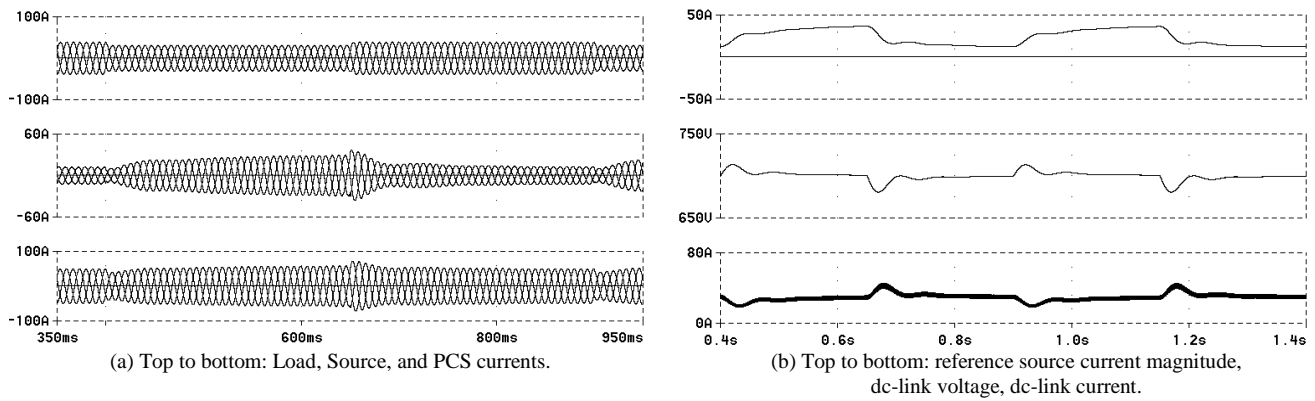 100A
-100A
60A
-60A
100A
-100A
350ms 600ms 800ms 950ms
(a) Top to bottom: Load, Source, and PCS currents.
50A
-50A
750V
650V
80A
0A
0.4s 0.6s 0.8s 1.0s 1.2s 1.4s
(b) Top to bottom: reference source current magnitude,
dc-link voltage, dc-link current.